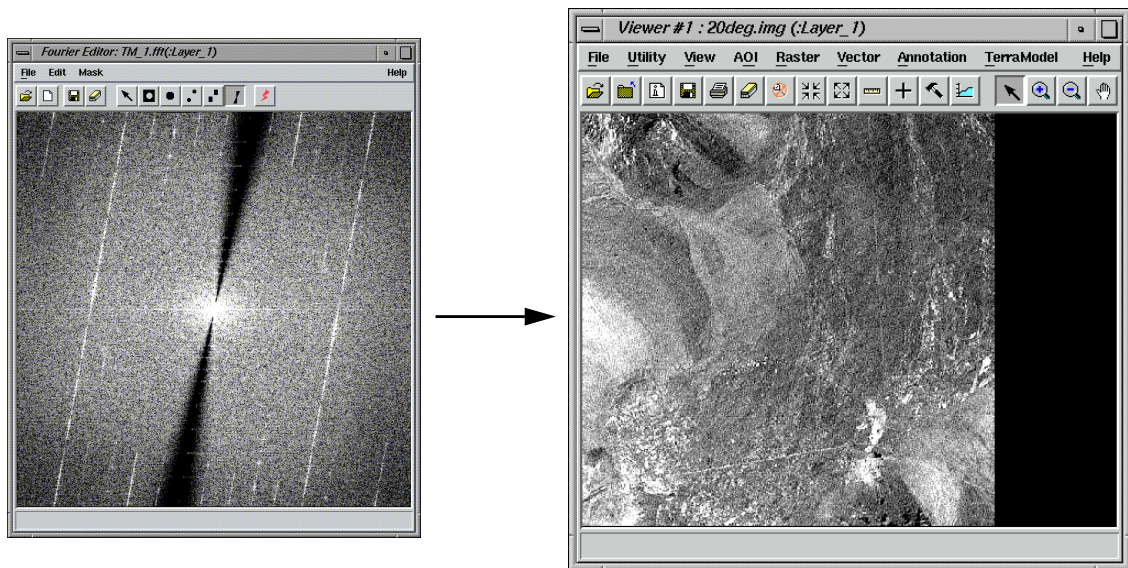 Fourier Editor: TM_1.fft(:Layer_1)
File Edit Mask Help
Viewer #1 : 20deg.img (:Layer_1)
File Utility View AOI Raster Vector Annotation TerraModel Help